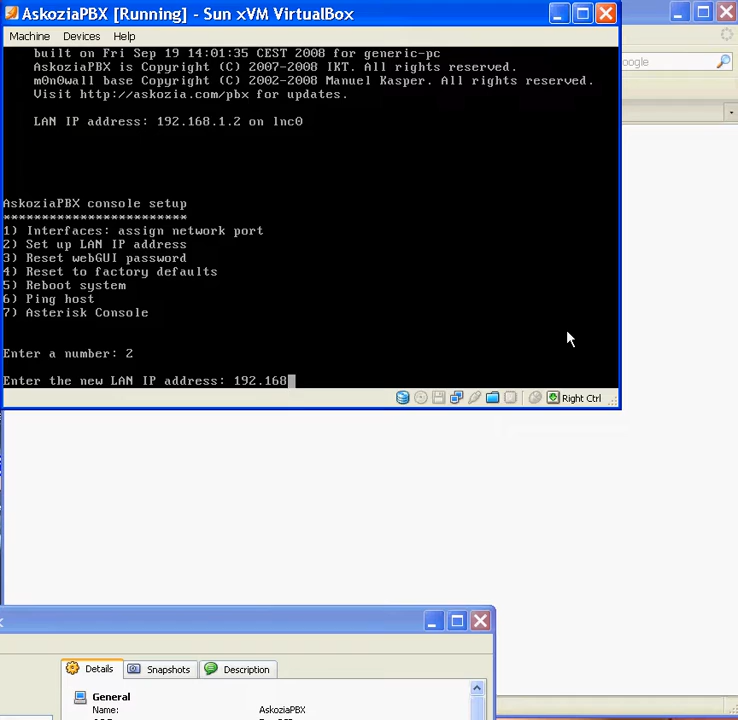 AskoziaPBX [Running] - Sun xVM VirtualBox
Machine Devices Help
built on Fri Sep 19 14:01:35 CEST 2008 for generic-pc
AskoziaPBX is Copyright (C) 2007-2008 IKT. All rights reserved.
m0n0wall base Copyright (C) 2002-2008 Manuel Kasper. All rights reserved.
Visit http://askozia.com/pbx for updates.
LAN IP address: 192.168.1.2 on lnc0
AskoziaPBX console setup
************************
1) Interfaces: assign network port
2) Set up LAN IP address
3) Reset webGUI password
4) Reset to factory defaults
5) Reboot system
6) Ping host
7) Asterisk Console
Enter a number: 2
Enter the new LAN IP address: 192.168
Right Ctrl
oogle
Details Snapshots Description
General
Name: AskoziaPBX